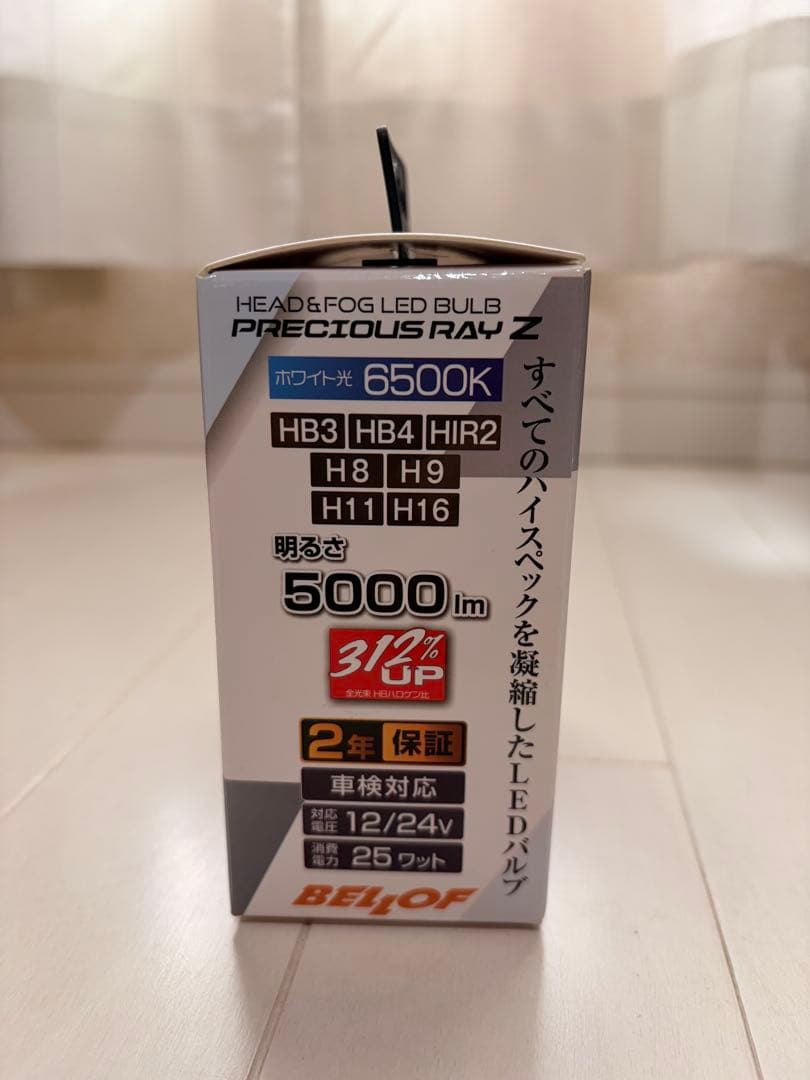 HEAD&FOG LED BULB
PRECIOUS RAY Z
ホワイト光 6500K
HB3 HB4 HIR2
H8 H9
H11 H16
明るさ
5000lm
312%
UP
全光束 HBハロゲン比
2年保証
車検対応
対応電圧 12/24V
消費電力 25ワット
BELLOF
すべてのハイスペックを凝縮したLEDバルブ